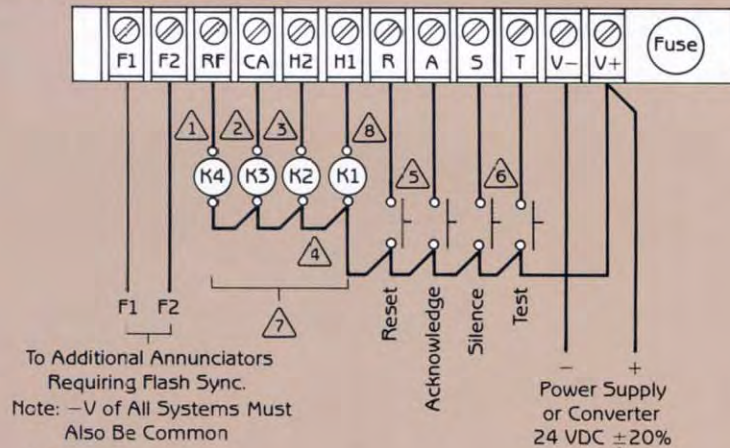 F1 F2 RF CA H2 H1 R A S T V− V+ Fuse
1 2 3 8
K4 K3 K2 K1 5 6
4
F1 F2 7
Reset
Acknowledge
Silence
Test
− +
To Additional Annunciators
Requiring Flash Sync.
Note: −V of All Systems Must
Also Be Common
Power Supply
or Converter
24 VDC ±20%